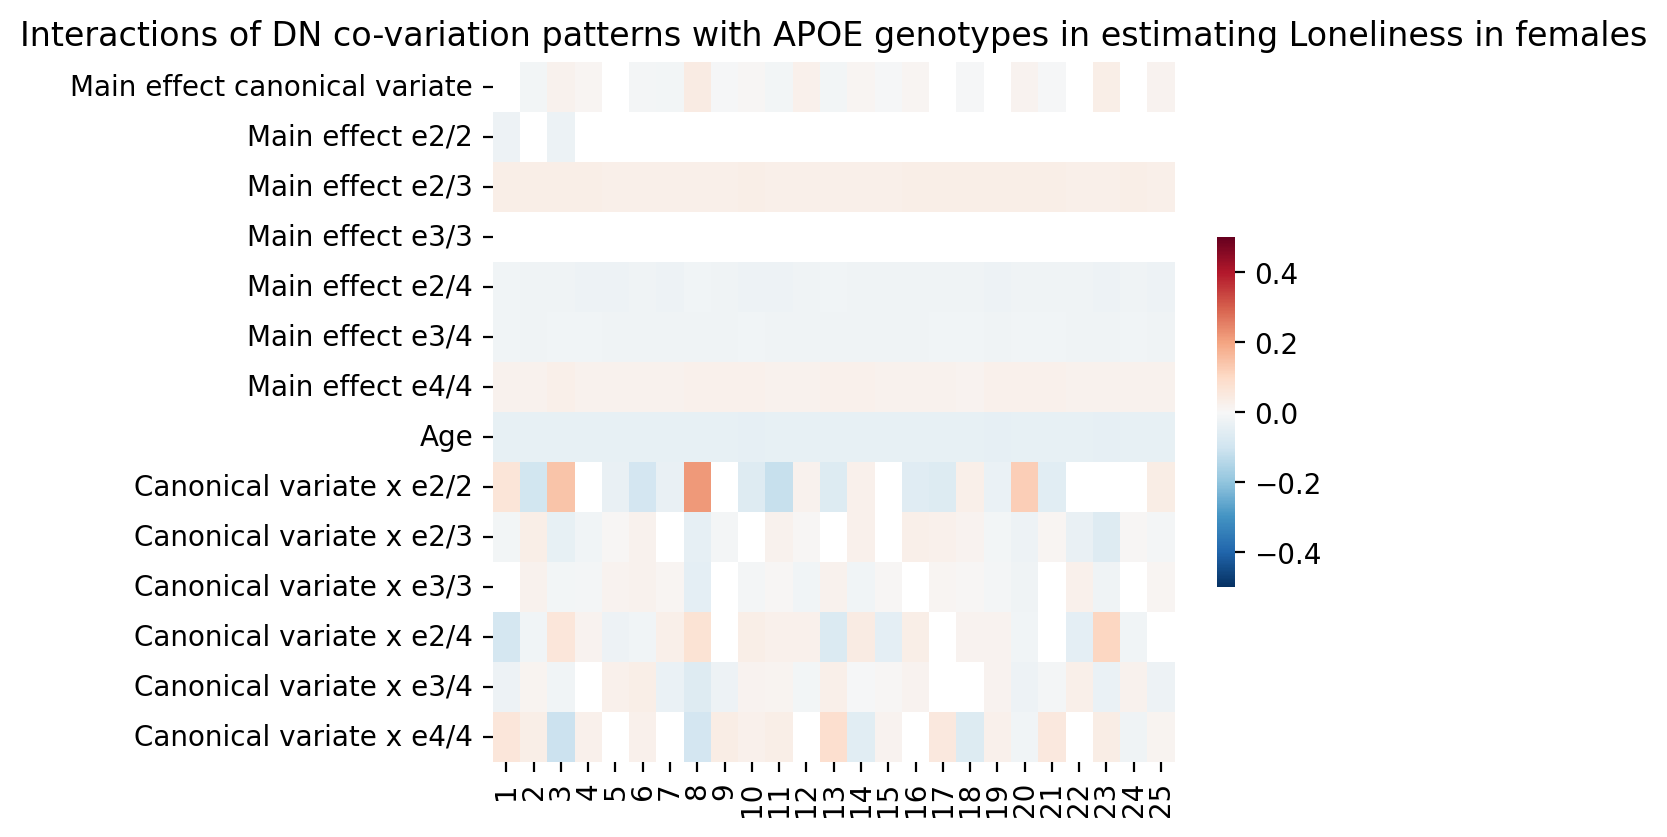 Interactions of DN co-variation patterns with APOE genotypes in estimating Loneliness in females
Main effect canonical variate
Main effect e2/2
Main effect e2/3
Main effect e3/3
Main effect e2/4
Main effect e3/4
Main effect e4/4
Age
Canonical variate x e2/2
Canonical variate x e2/3
Canonical variate x e3/3
Canonical variate x e2/4
Canonical variate x e3/4
Canonical variate x e4/4
1
2
3
4
5
6
7
8
9
10
11
12
13
14
15
16
17
18
19
20
21
22
23
24
25
0.4
0.2
0.0
−0.2
−0.4